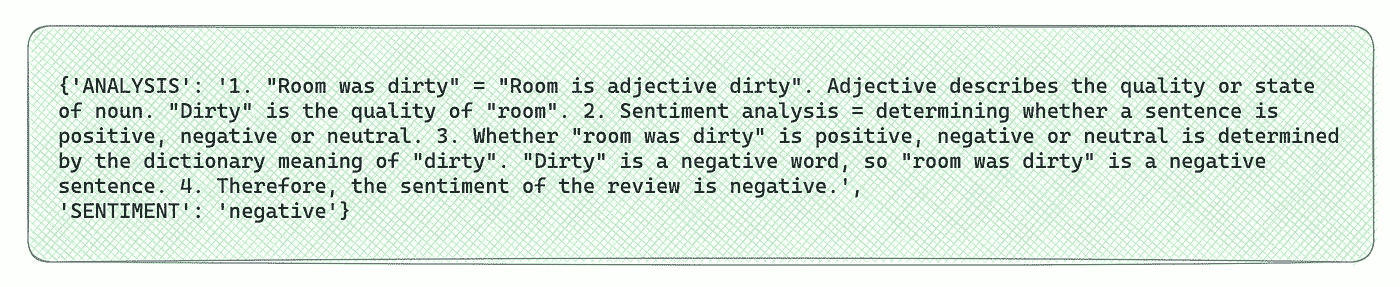 {'ANALYSIS': '1. "Room was dirty" = "Room is adjective dirty". Adjective describes the quality or state
of noun. "Dirty" is the quality of "room". 2. Sentiment analysis = determining whether a sentence is
positive, negative or neutral. 3. Whether "room was dirty" is positive, negative or neutral is determined
by the dictionary meaning of "dirty". "Dirty" is a negative word, so "room was dirty" is a negative
sentence. 4. Therefore, the sentiment of the review is negative.',
'SENTIMENT': 'negative'}